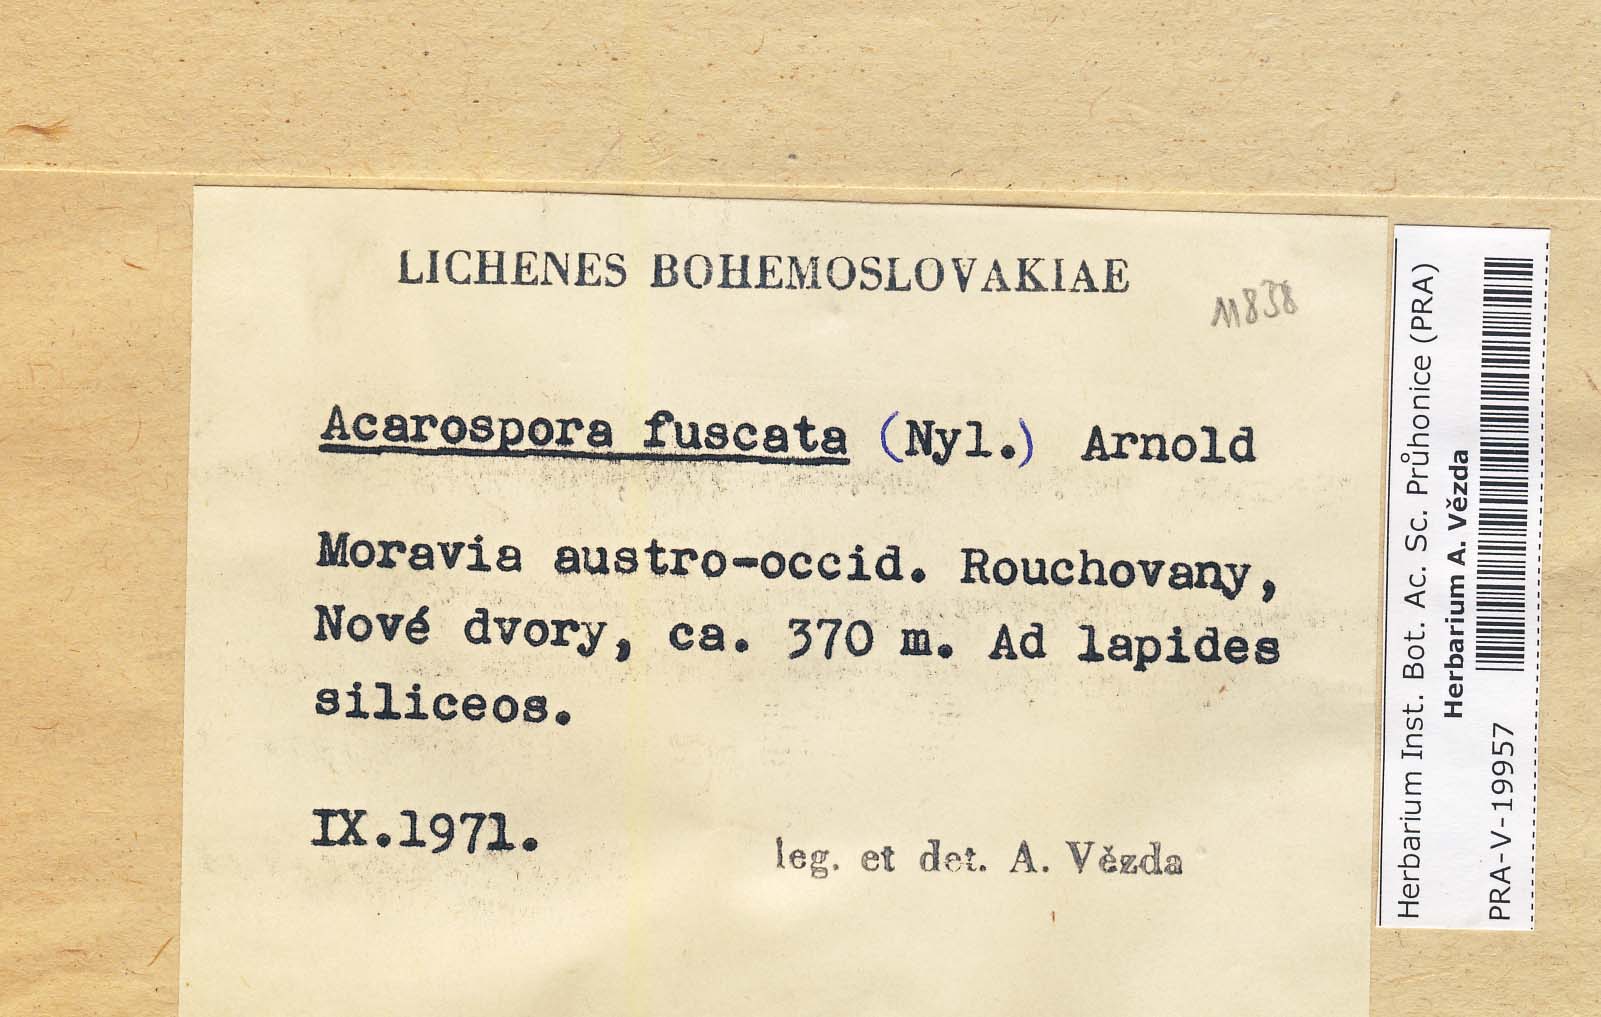 LICHENES BOHEMOSLOVAKIAE
11838
Acarospora fuscata (Nyl.) Arnold
Moravia austro-occid. Rouchovany,
Nové dvory, ca. 370 m. Ad lapides
siliceos.
IX.1971.
leg. et det. A. Vězda
Herbarium Inst. Bot. Ac. Sc. Průhonice (PRA)
Herbarium A. Vězda
PRA-V-19957